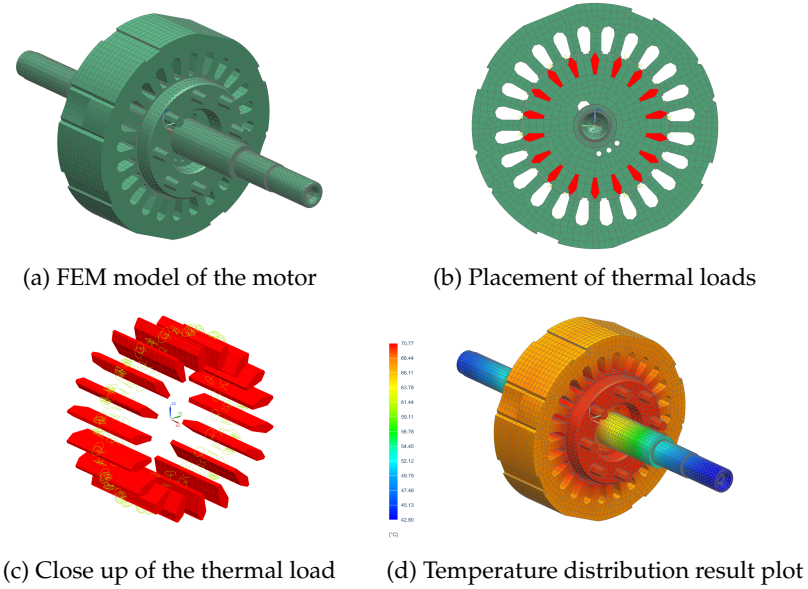 (a) FEM model of the motor
(b) Placement of thermal loads
70.77
68.44
66.11
63.78
61.44
59.11
56.78
54.45
52.12
49.79
47.46
45.13
42.80
[°C]
(c) Close up of the thermal load
(d) Temperature distribution result plot